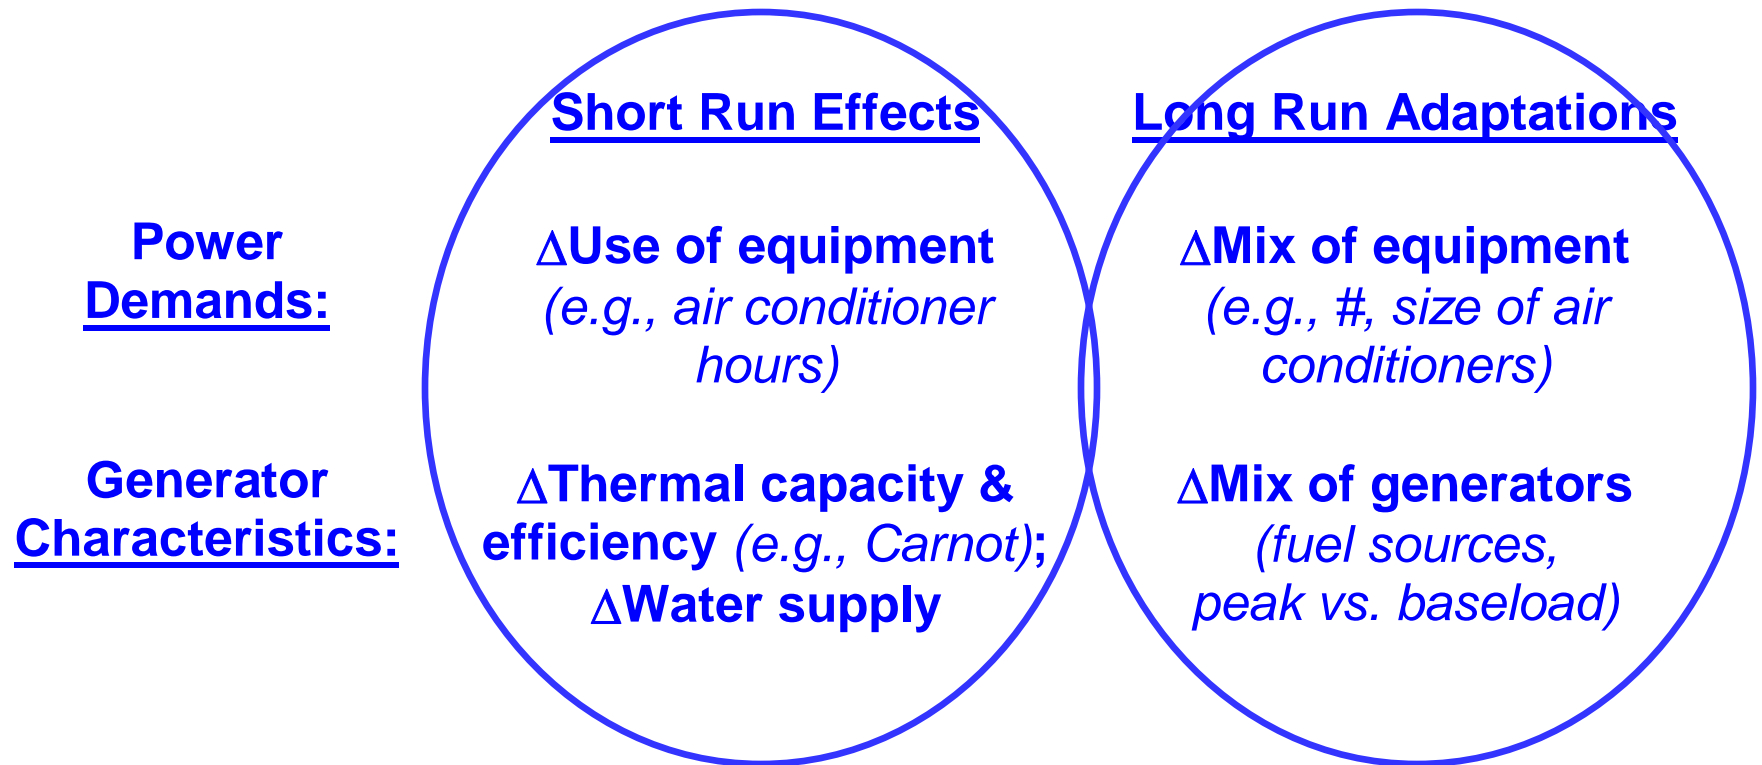 Short Run Effects
Long Run Adaptations
Power
Demands:
ΔUse of equipment
(e.g., air conditioner
hours)
ΔMix of equipment
(e.g., #, size of air
conditioners)
Generator
Characteristics:
ΔThermal capacity &
efficiency (e.g., Carnot);
ΔWater supply
ΔMix of generators
(fuel sources,
peak vs. baseload)